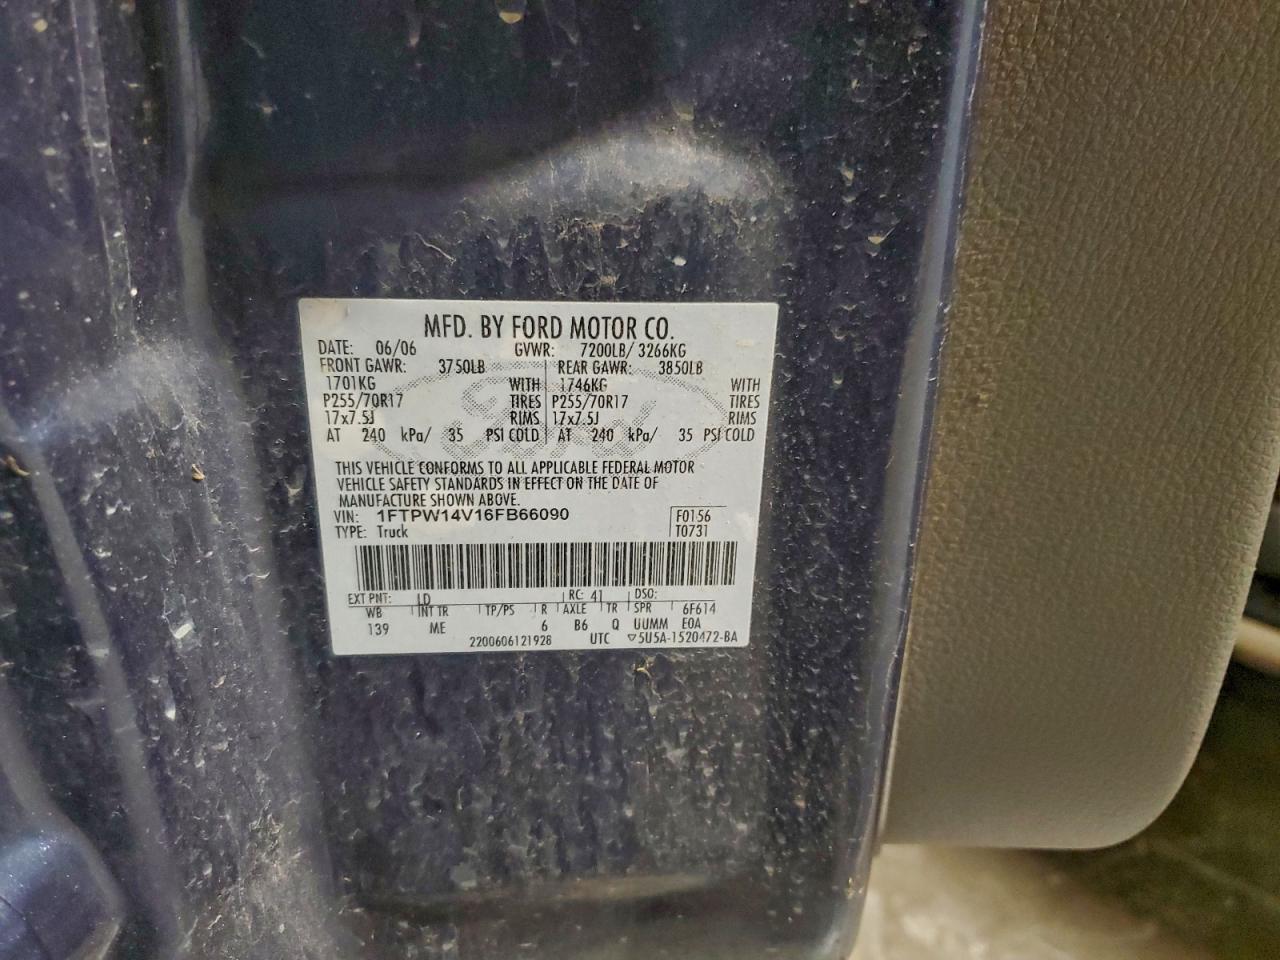 MFD. BY FORD MOTOR CO.
DATE: 06/06 GVWR: 7200LB/ 3266KG
FRONT GAWR: 3750LB REAR GAWR: 3850LB
1701KG WITH 1746KG WITH
P255/70R17 TIRES P255/70R17 TIRES
17x7.5J RIMS 17x7.5J RIMS
AT 240 kPa/ 35 PSI COLD AT 240 kPa/ 35 PSI COLD
Ford
THIS VEHICLE CONFORMS TO ALL APPLICABLE FEDERAL MOTOR
VEHICLE SAFETY STANDARDS IN EFFECT ON THE DATE OF
MANUFACTURE SHOWN ABOVE.
VIN: 1FTPW14V16FB66090 F0156
TYPE: Truck T0731
EXT PNT: LD RC: 41 DSO:
WB INT TR TP/PS R AXLE TR SPR 6F614
139 ME 6 B6 Q UUMM E0A
2200606121928 UTC ▽5U5A-1520472-BA